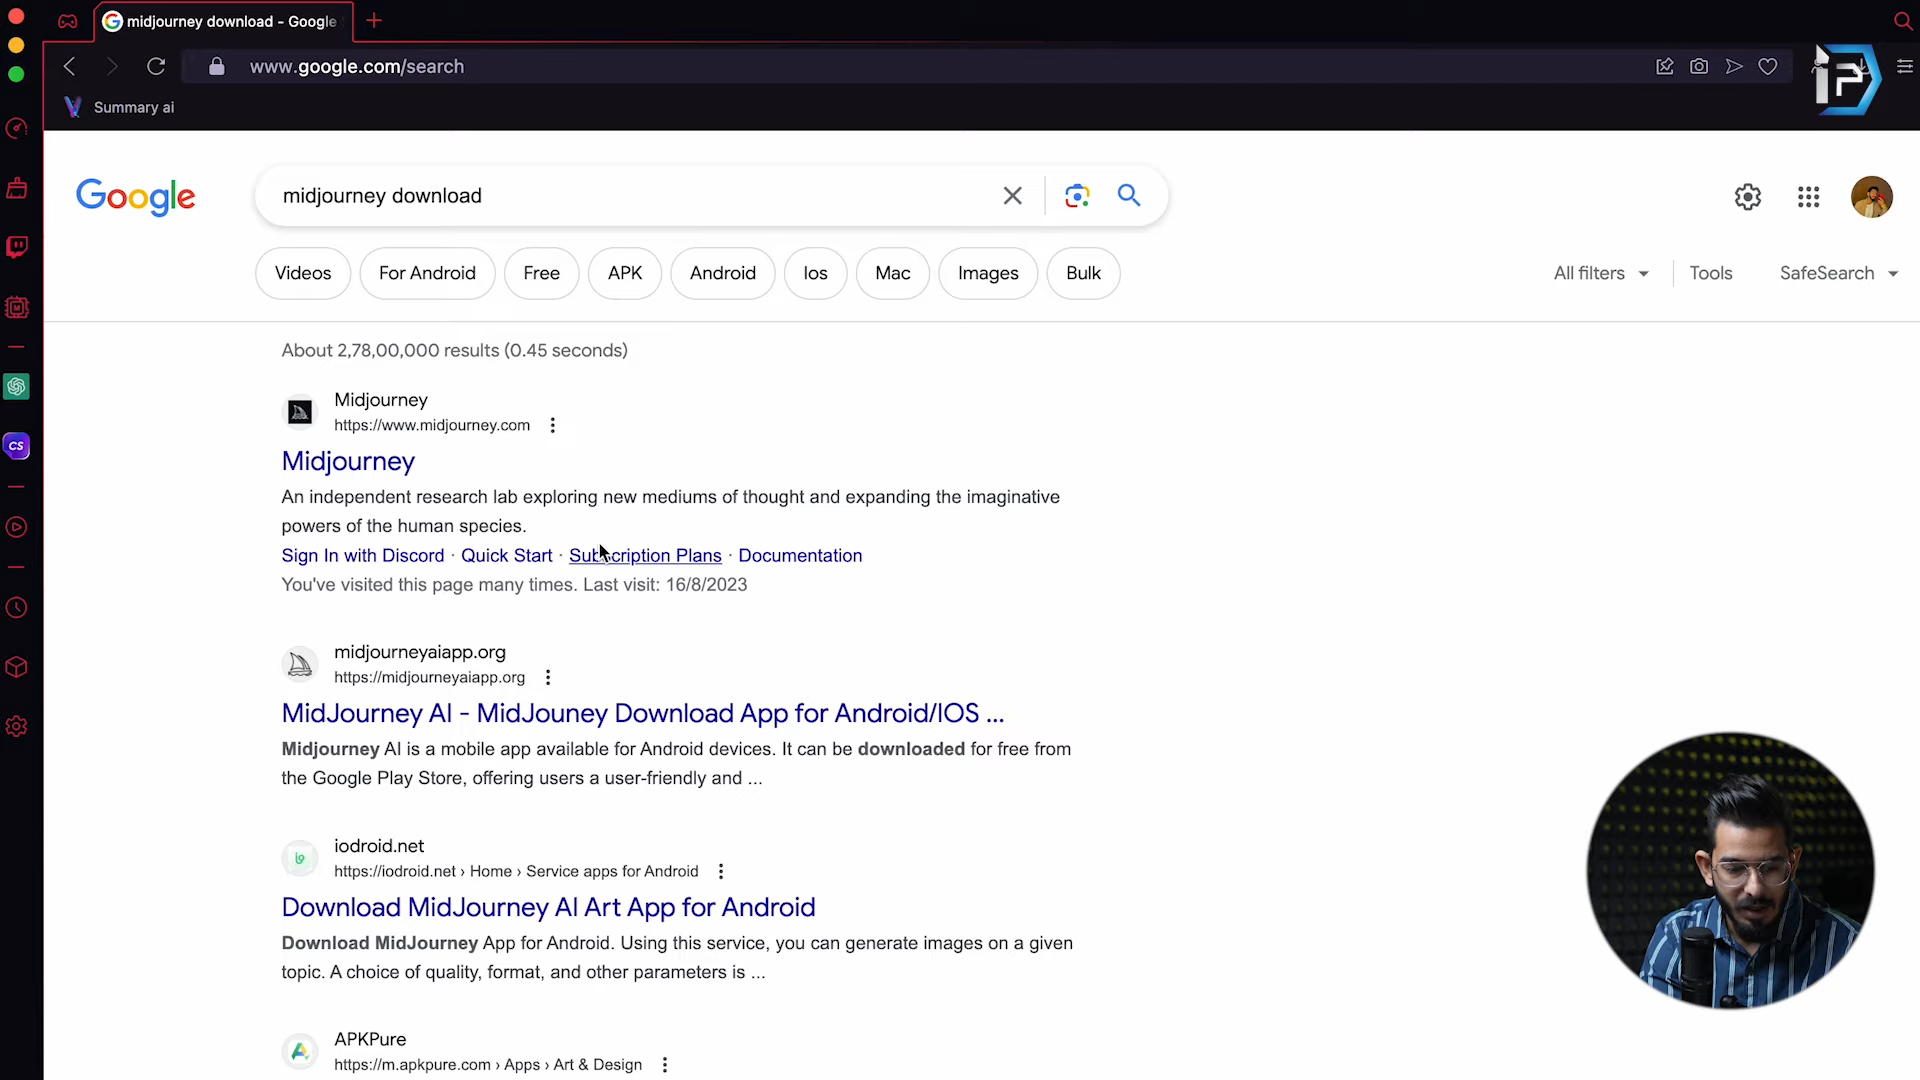 midjourney download - Google
www.google.com/search
Summary ai
Google
midjourney download
Videos
For Android
Free
APK
Android
Ios
Mac
Images
Bulk
All filters
Tools
SafeSearch
About 2,78,00,000 results (0.45 seconds)
Midjourney
https://www.midjourney.com
Midjourney
An independent research lab exploring new mediums of thought and expanding the imaginative
powers of the human species.
Sign In with Discord · Quick Start · Subscription Plans · Documentation
You've visited this page many times. Last visit: 16/8/2023
midjourneyaiapp.org
https://midjourneyaiapp.org
MidJourney AI - MidJouney Download App for Android/IOS ...
Midjourney AI is a mobile app available for Android devices. It can be downloaded for free from
the Google Play Store, offering users a user-friendly and ...
iodroid.net
https://iodroid.net › Home › Service apps for Android
Download MidJourney AI Art App for Android
Download MidJourney App for Android. Using this service, you can generate images on a given
topic. A choice of quality, format, and other parameters is ...
APKPure
https://m.apkpure.com › Apps › Art & Design
CS